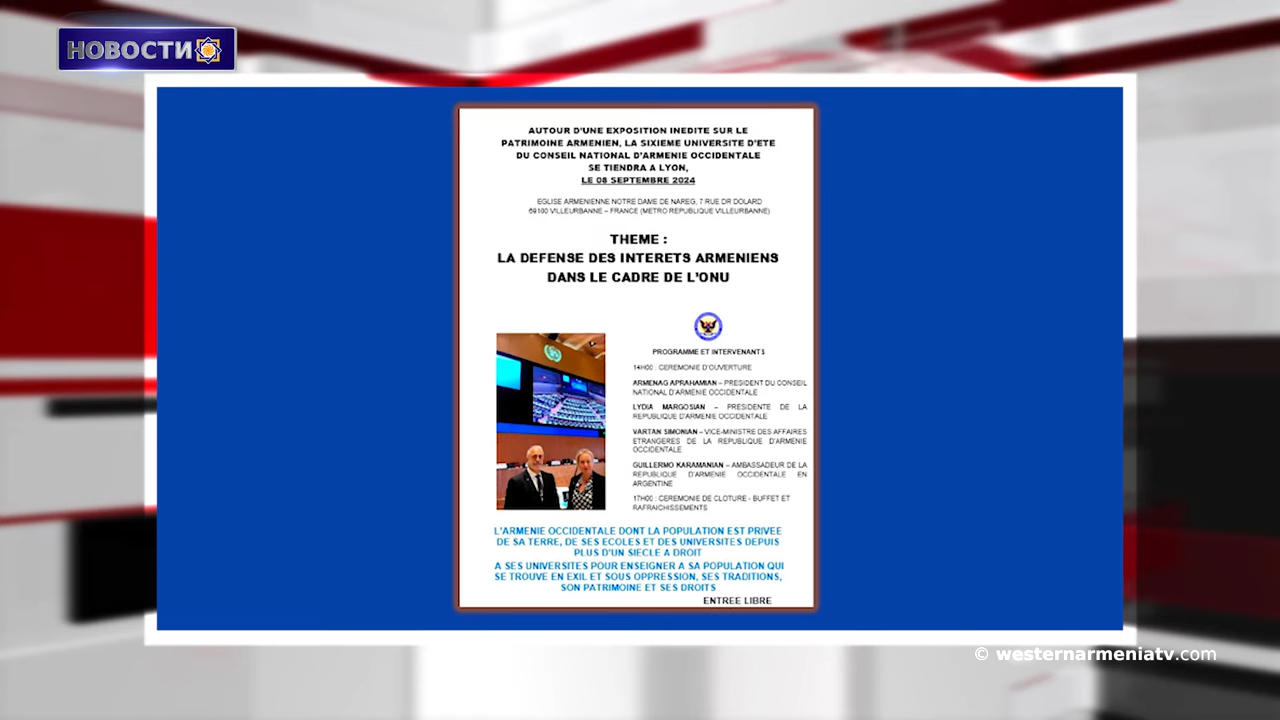 НОВОСТИ
AUTOUR D'UNE EXPOSITION INEDITE SUR LE
PATRIMOINE ARMENIEN, LA SIXIEME UNIVERSITE D'ETE
DU CONSEIL NATIONAL D'ARMENIE OCCIDENTALE
SE TIENDRA A LYON,
LE 08 SEPTEMBRE 2024
EGLISE ARMENIENNE NOTRE DAME DE NAREG, 7 RUE DR DOLARD
69100 VILLEURBANNE – FRANCE (METRO REPUBLIQUE VILLEURBANNE)
THEME :
LA DEFENSE DES INTERETS ARMENIENS
DANS LE CADRE DE L'ONU
PROGRAMME ET INTERVENANTS
14H00 : CEREMONIE D'OUVERTURE
ARMENAG APRAHAMIAN – PRESIDENT DU CONSEIL
NATIONAL D'ARMENIE OCCIDENTALE
LYDIA MARGOSIAN – PRESIDENTE DE LA
REPUBLIQUE D'ARMENIE OCCIDENTALE
VARTAN SIMONIAN – VICE-MINISTRE DES AFFAIRES
ETRANGERES DE LA REPUBLIQUE D'ARMENIE
OCCIDENTALE
GUILLERMO KARAMANIAN – AMBASSADEUR DE LA
REPUBLIQUE D'ARMENIE OCCIDENTALE EN
ARGENTINE
17H00 : CEREMONIE DE CLOTURE - BUFFET ET
RAFRAICHISSEMENTS
L'ARMENIE OCCIDENTALE DONT LA POPULATION EST PRIVEE
DE SA TERRE, DE SES ECOLES ET DES UNIVERSITES DEPUIS
PLUS D'UN SIECLE A DROIT
A SES UNIVERSITES POUR ENSEIGNER A SA POPULATION QUI
SE TROUVE EN EXIL ET SOUS OPPRESSION, SES TRADITIONS,
SON PATRIMOINE ET SES DROITS
ENTREE LIBRE
© westernarmeniatv.com